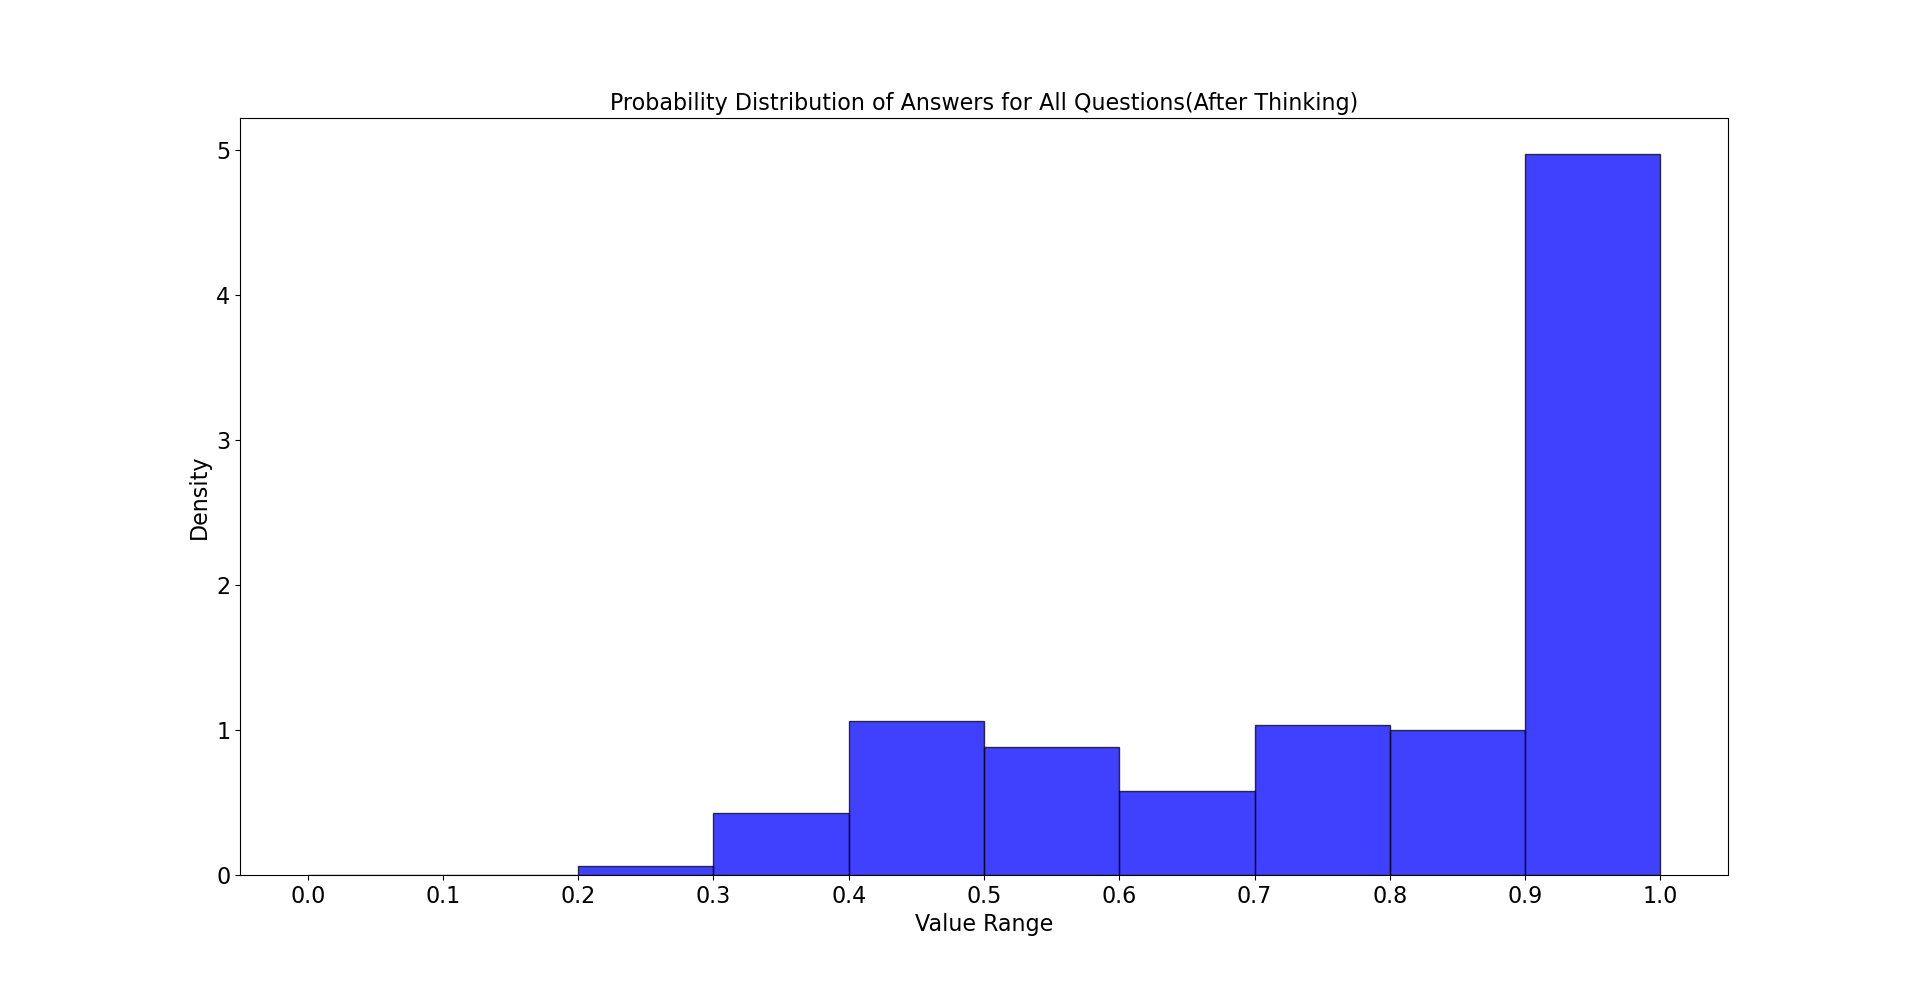 Probability Distribution of Answers for All Questions(After Thinking)
5
4
3
2
1
0
Density
0.0 0.1 0.2 0.3 0.4 0.5 0.6 0.7 0.8 0.9 1.0
Value Range